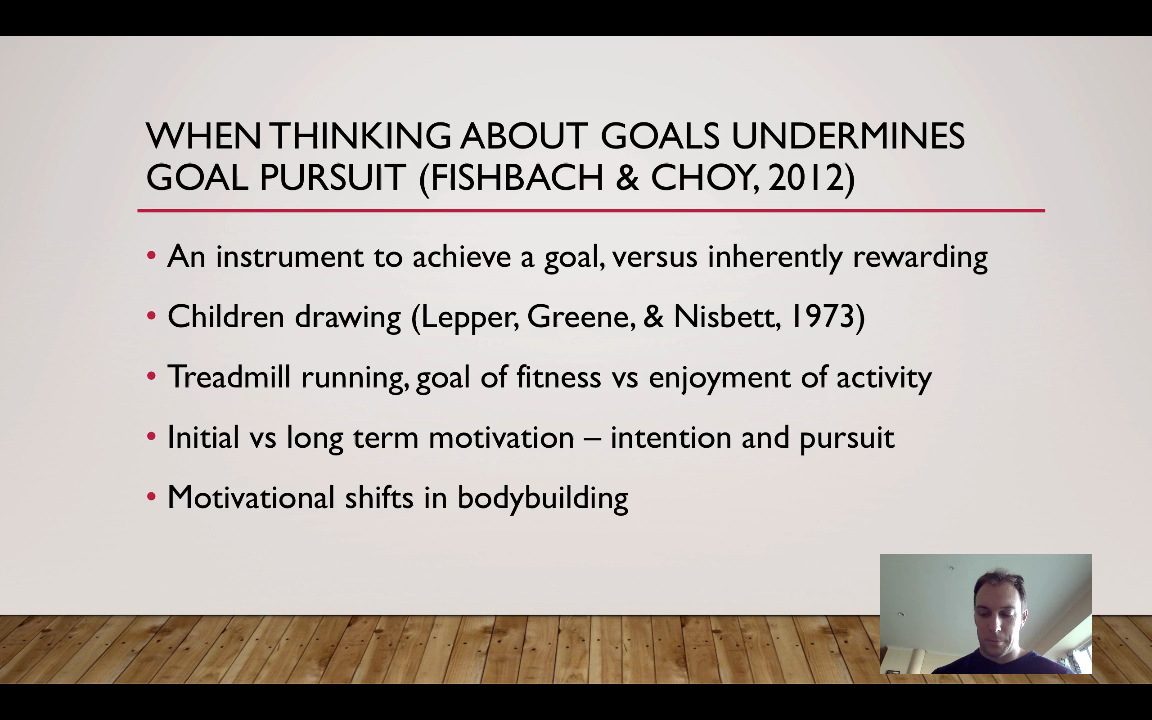 WHEN THINKING ABOUT GOALS UNDERMINES
GOAL PURSUIT (FISHBACH & CHOY, 2012)
• An instrument to achieve a goal, versus inherently rewarding
• Children drawing (Lepper, Greene, & Nisbett, 1973)
• Treadmill running, goal of fitness vs enjoyment of activity
• Initial vs long term motivation – intention and pursuit
• Motivational shifts in bodybuilding